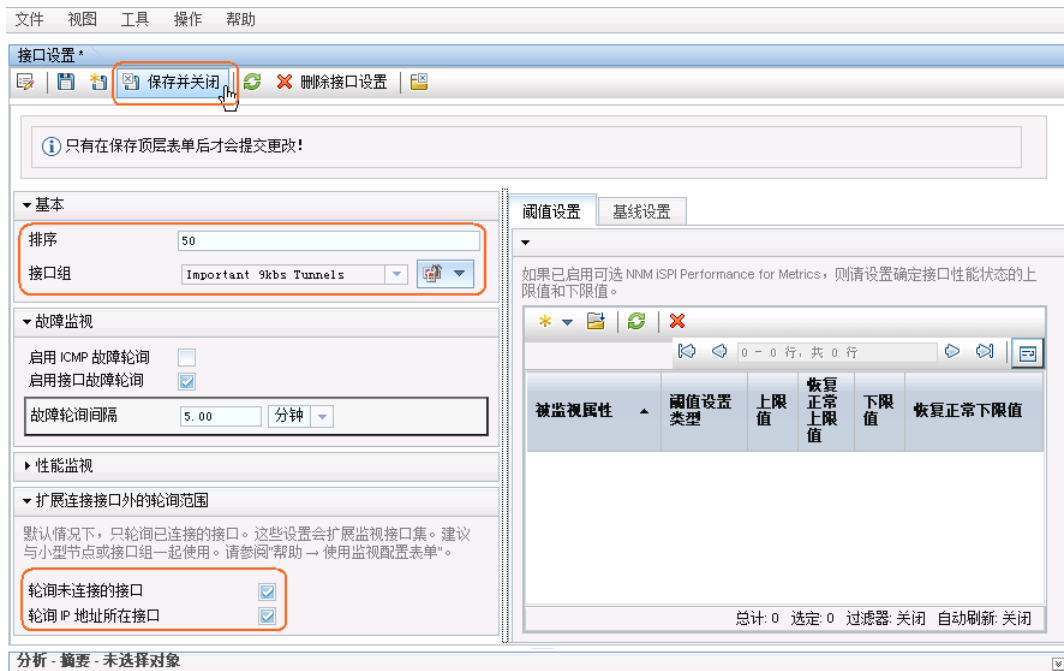 文件 视图 工具 操作 帮助
接口设置 *
保存并关闭 删除接口设置
只有在保存顶层表单后才会提交更改!
基本
排序 50
接口组 Important 9kbs Tunnels
故障监视
启用 ICMP 故障轮询
启用接口故障轮询
故障轮询间隔 5.00 分钟
性能监视
扩展连接接口外的轮询范围
默认情况下，只轮询已连接的接口。这些设置会扩展监视接口集。建议
与小型节点或接口组一起使用。请参阅"帮助 → 使用监视配置表单"。
轮询未连接的接口
轮询 IP 地址所在接口
阈值设置 基线设置
如果已启用可选 NNM iSPI Performance for Metrics，则请设置确定接口性能状态的上
限值和下限值。
0 - 0 行, 共 0 行
被监视属性 阈值设置类型 上限值 恢复正常上限值 下限值 恢复正常下限值
总计: 0 选定: 0 过滤器: 关闭 自动刷新: 关闭
分析 - 摘要 - 未选择对象